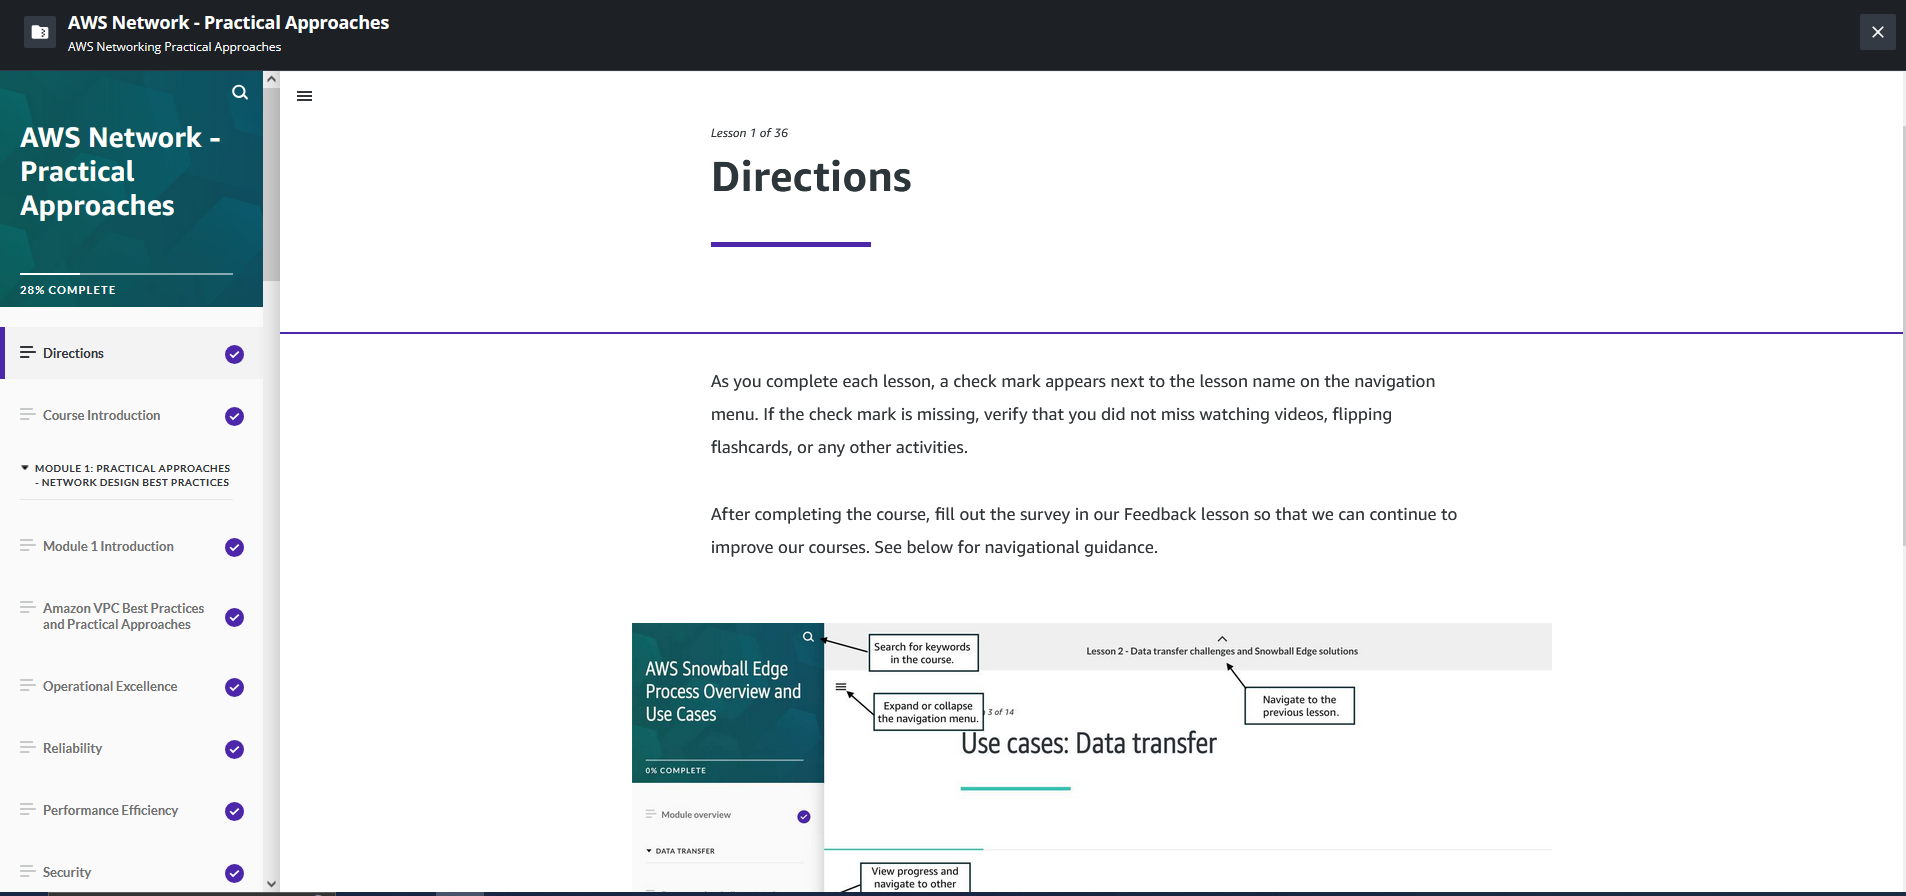 AWS Network - Practical Approaches
AWS Networking Practical Approaches
AWS Network -
Practical
Approaches
28% COMPLETE
Directions
Course Introduction
MODULE 1: PRACTICAL APPROACHES
- NETWORK DESIGN BEST PRACTICES
Module 1 Introduction
Amazon VPC Best Practices
and Practical Approaches
Operational Excellence
Reliability
Performance Efficiency
Security
Lesson 1 of 36
Directions
As you complete each lesson, a check mark appears next to the lesson name on the navigation
menu. If the check mark is missing, verify that you did not miss watching videos, flipping
flashcards, or any other activities.
After completing the course, fill out the survey in our Feedback lesson so that we can continue to
improve our courses. See below for navigational guidance.
AWS Snowball Edge
Process Overview and
Use Cases
0% COMPLETE
Module overview
DATA TRANSFER
Search for keywords
in the course.
Expand or collapse
the navigation menu.
Lesson 2 - Data transfer challenges and Snowball Edge solutions
Navigate to the
previous lesson.
3 of 14
Use cases: Data transfer
View progress and
navigate to other